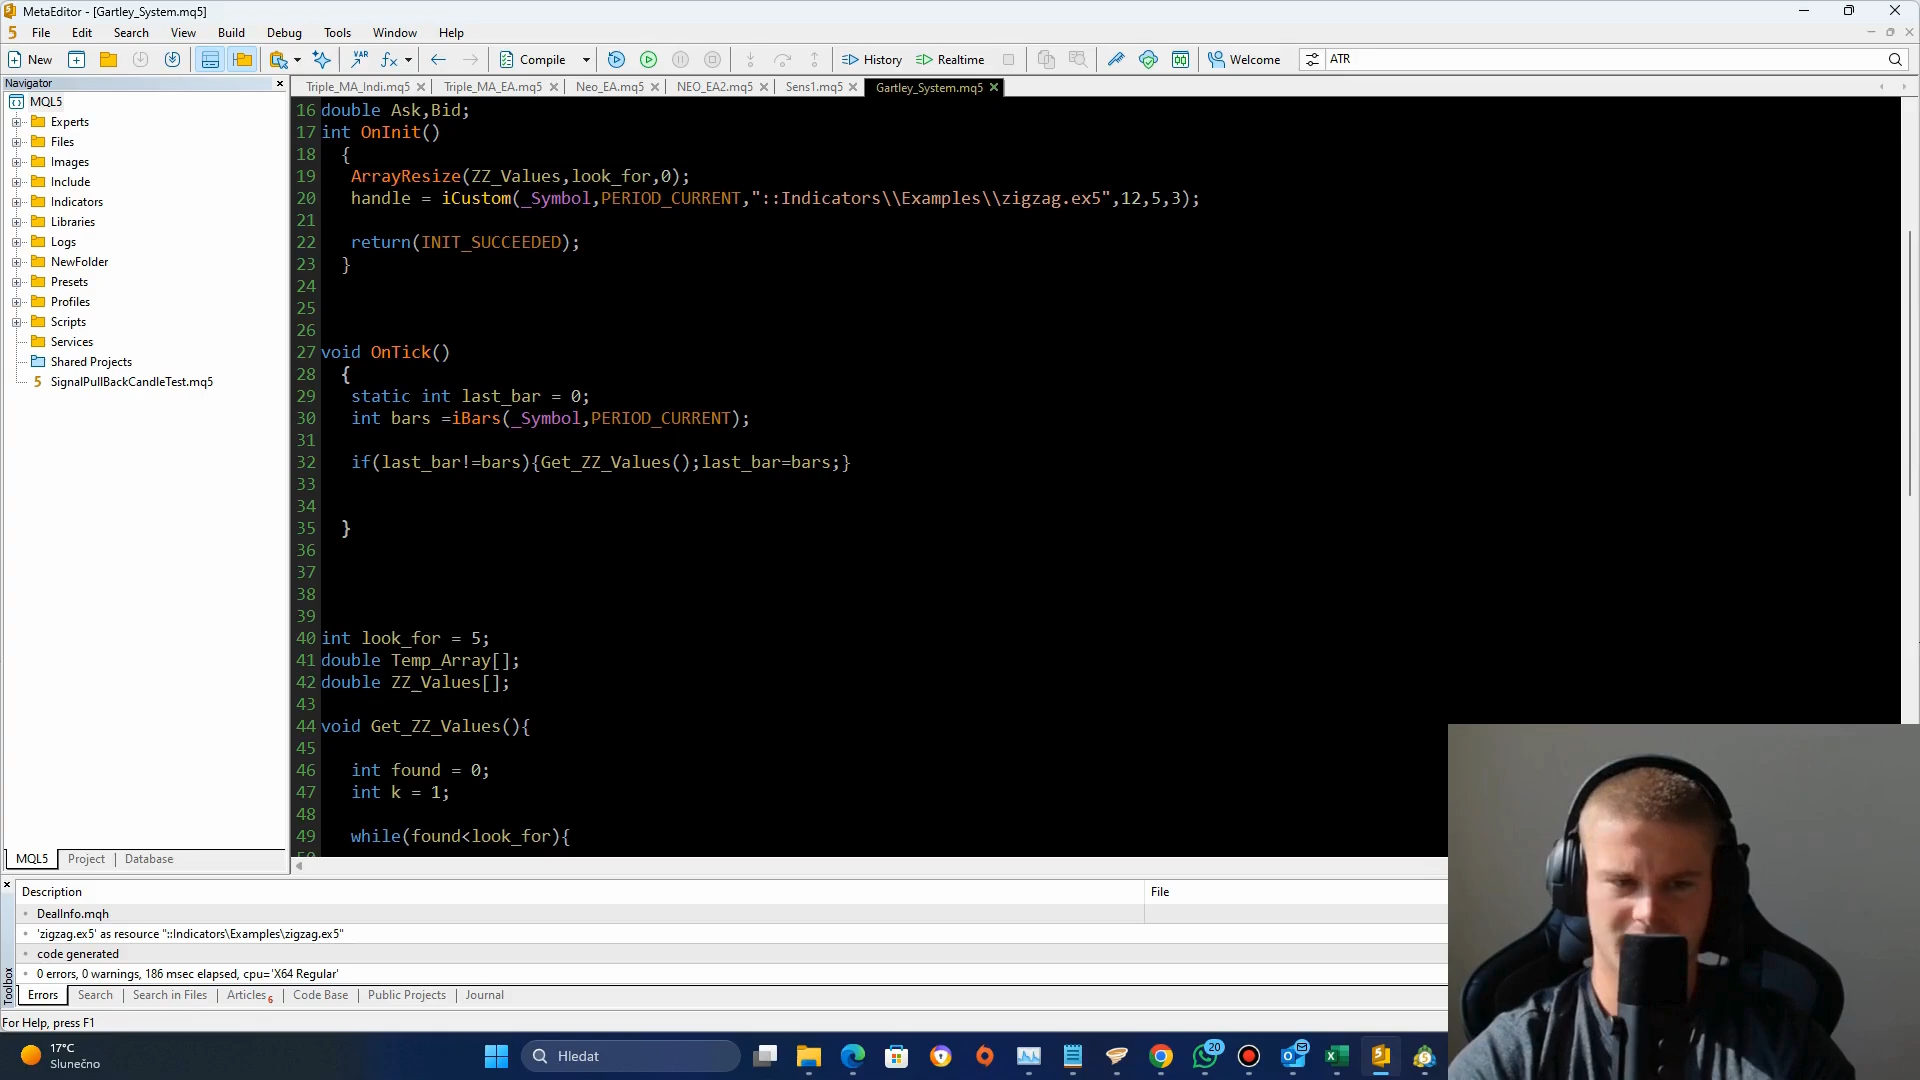 MetaEditor - [Gartley_System.mq5]
File Edit Search View Build Debug Tools Window Help
New Compile History Realtime Welcome ATR
Navigator
Triple_MA_Indi.mq5 Triple_MA_EA.mq5 Neo_EA.mq5 NEO_EA2.mq5 Sens1.mq5 Gartley_System.mq5
MQL5
Experts
Files
Images
Include
Indicators
Libraries
Logs
NewFolder
Presets
Profiles
Scripts
Services
Shared Projects
SignalPullBackCandleTest.mq5
MQL5 Project Database
16 double Ask,Bid;
17 int OnInit()
18 {
19 ArrayResize(ZZ_Values,look_for,0);
20 handle = iCustom(_Symbol,PERIOD_CURRENT,"::Indicators\\Examples\\zigzag.ex5",12,5,3);
21
22 return(INIT_SUCCEEDED);
23 }
24
25
26
27 void OnTick()
28 {
29 static int last_bar = 0;
30 int bars =iBars(_Symbol,PERIOD_CURRENT);
31
32 if(last_bar!=bars){Get_ZZ_Values();last_bar=bars;}
33
34
35 }
36
37
38
39
40 int look_for = 5;
41 double Temp_Array[];
42 double ZZ_Values[];
43
44 void Get_ZZ_Values(){
45
46 int found = 0;
47 int k = 1;
48
49 while(found<look_for){
Description File
DealInfo.mqh
'zigzag.ex5' as resource "::Indicators\Examples\zigzag.ex5"
code generated
0 errors, 0 warnings, 186 msec elapsed, cpu='X64 Regular'
Toolbox
Errors Search Search in Files Articles 6 Code Base Public Projects Journal
For Help, press F1
17°C
Slunečno
Hledat
20